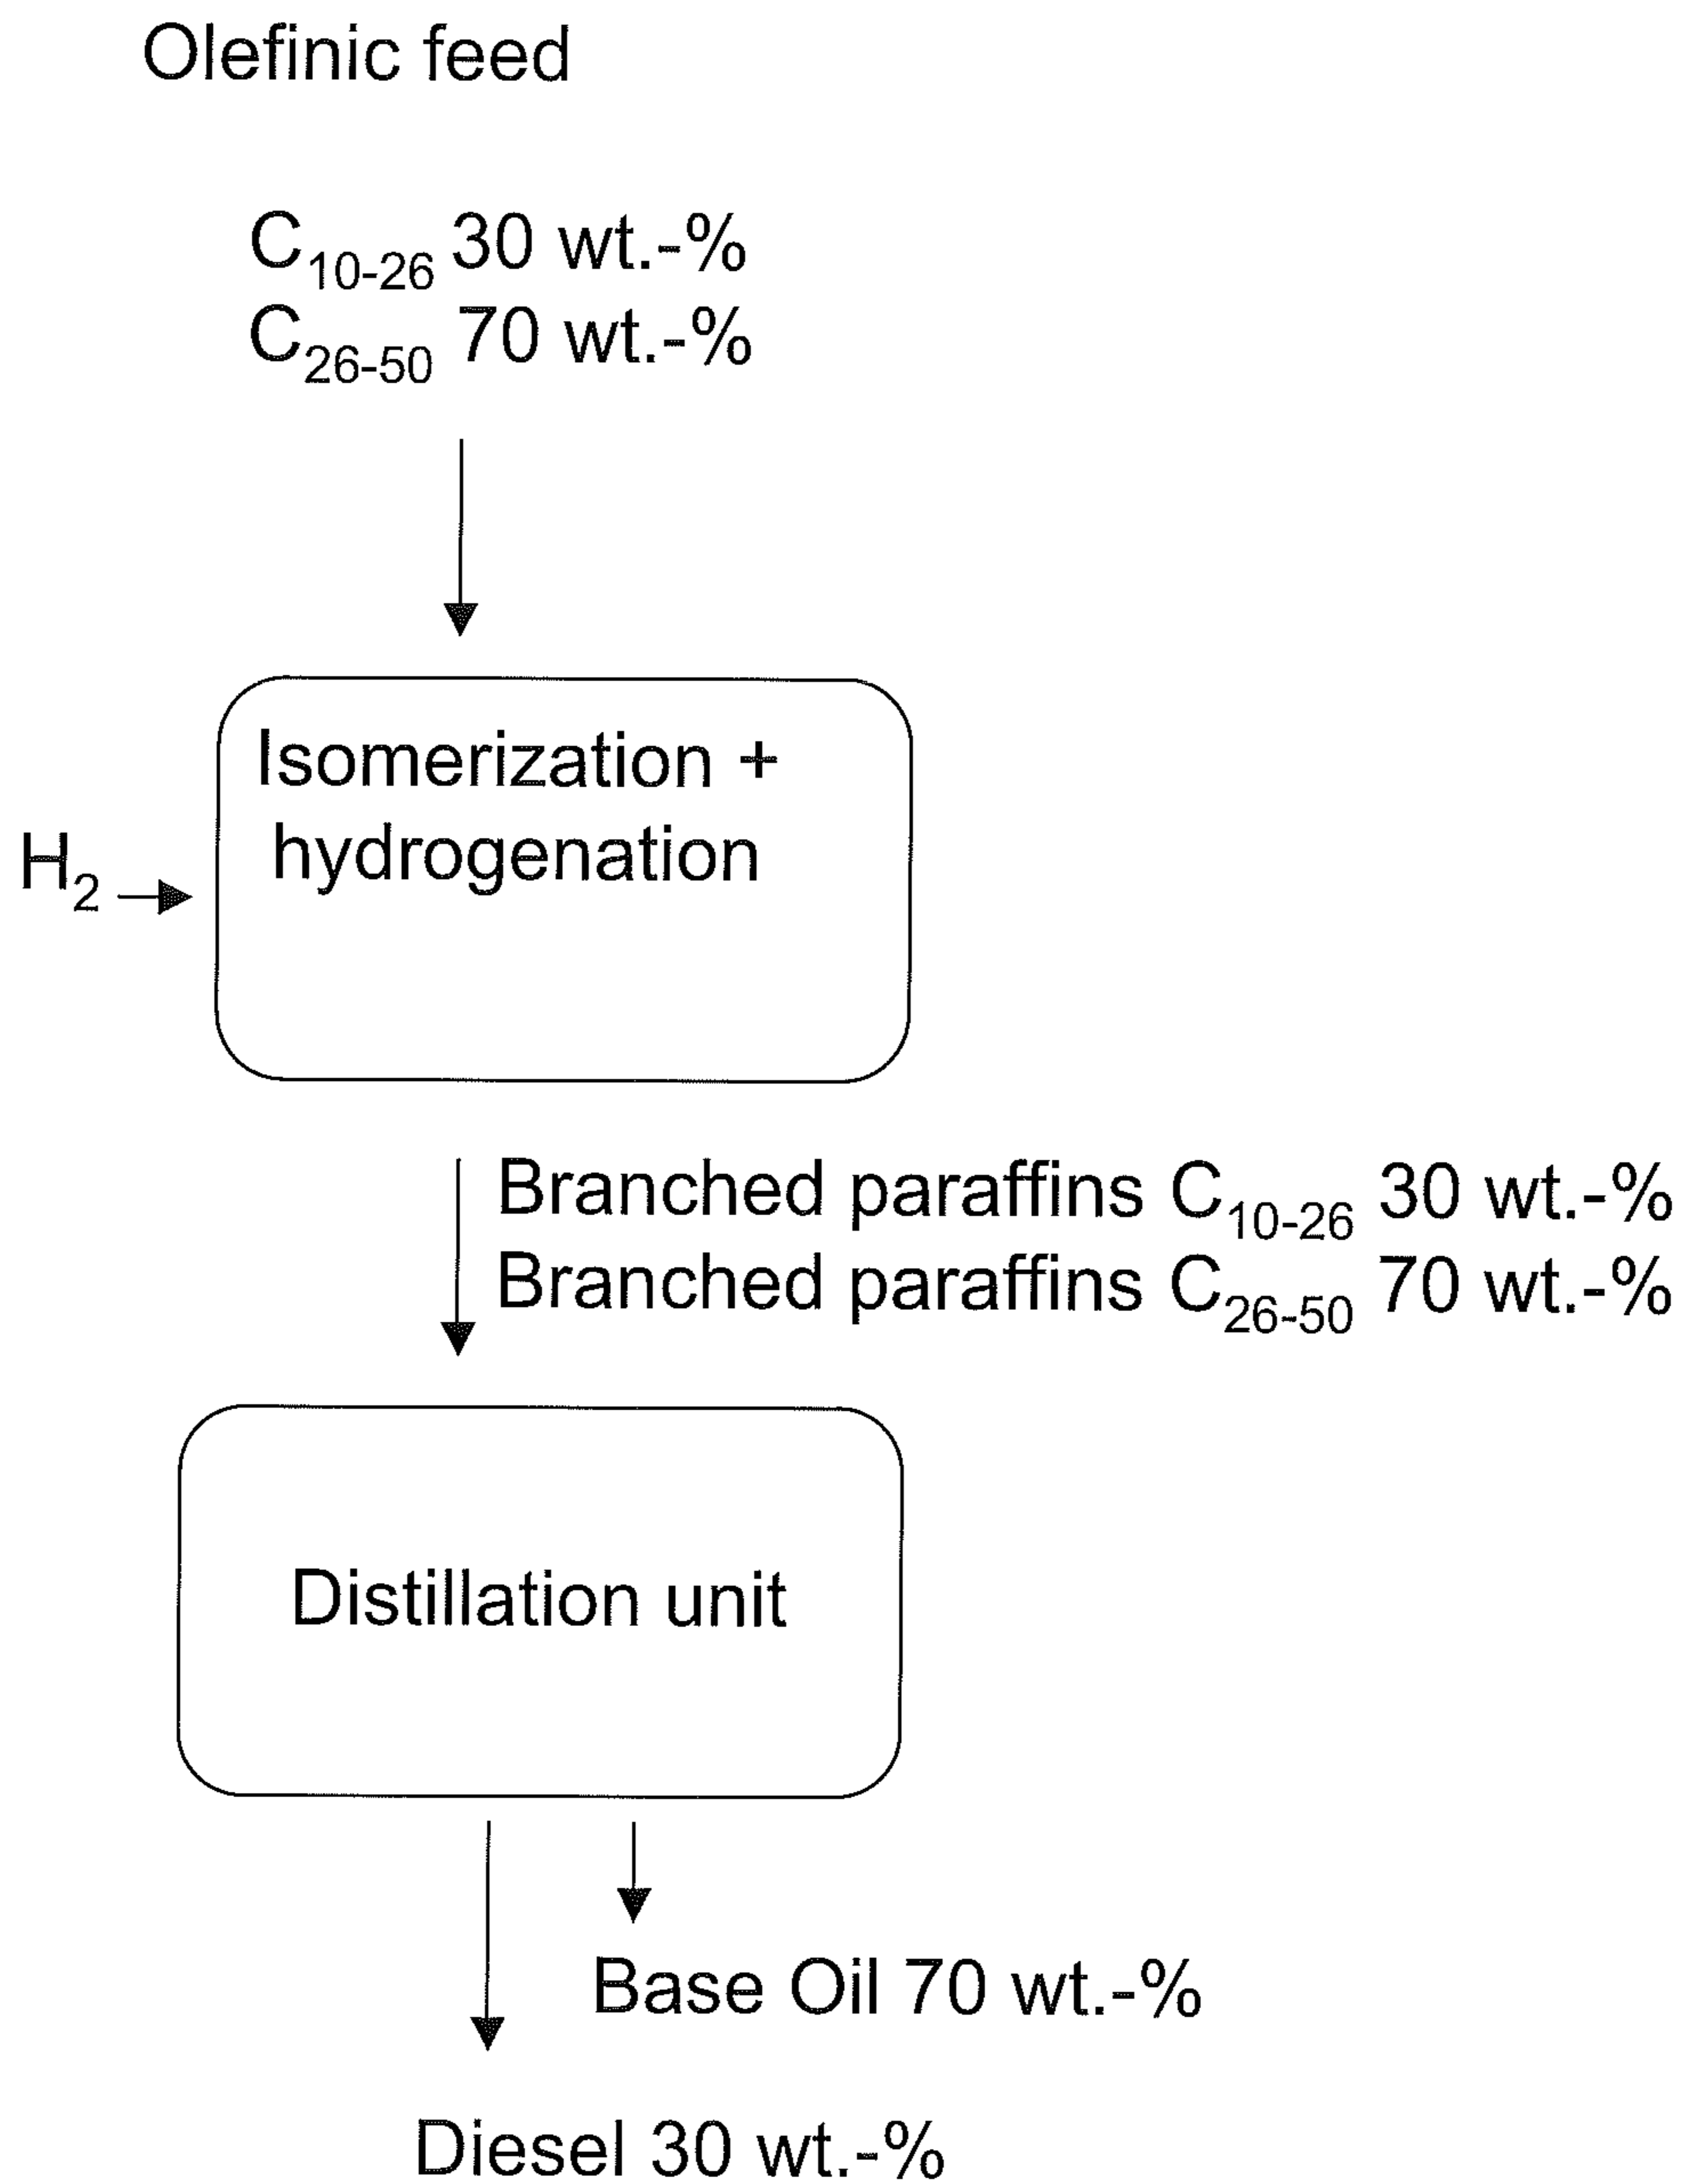 Olefinic feed
C10-26 30 wt.-%
C26-50 70 wt.-%
Isomerization +
hydrogenation
H2
Branched paraffins C10-26 30 wt.-%
Branched paraffins C26-50 70 wt.-%
Distillation unit
Base Oil 70 wt.-%
Diesel 30 wt.-%